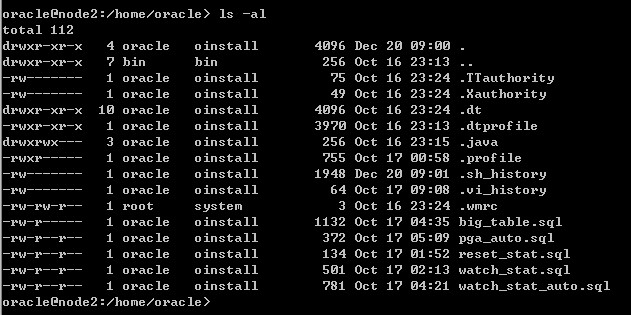 oracle@node2:/home/oracle> ls -al
total 112
drwxr-xr-x   4 oracle   oinstall       4096 Dec 20 09:00 .
drwxr-xr-x   7 bin      bin             256 Oct 16 23:13 ..
-rw-------   1 oracle   oinstall         75 Oct 16 23:24 .TTauthority
-rw-------   1 oracle   oinstall         49 Oct 16 23:24 .Xauthority
drwxr-xr-x  10 oracle   oinstall       4096 Oct 16 23:24 .dt
-rwxr-xr-x   1 oracle   oinstall       3970 Oct 16 23:13 .dtprofile
drwxrwx---   3 oracle   oinstall        256 Oct 16 23:15 .java
-rwxr-----   1 oracle   oinstall        755 Oct 17 00:58 .profile
-rw-------   1 oracle   oinstall       1948 Dec 20 09:01 .sh_history
-rw-------   1 oracle   oinstall         64 Oct 17 09:08 .vi_history
-rw-rw-r--   1 root     system            3 Oct 16 23:24 .wmrc
-rw-r--r--   1 oracle   oinstall       1132 Oct 17 04:35 big_table.sql
-rw-r--r--   1 oracle   oinstall        372 Oct 17 05:09 pga_auto.sql
-rw-r--r--   1 oracle   oinstall        134 Oct 17 01:52 reset_stat.sql
-rw-r--r--   1 oracle   oinstall        501 Oct 17 02:13 watch_stat.sql
-rw-r--r--   1 oracle   oinstall        781 Oct 17 04:21 watch_stat_auto.sql
oracle@node2:/home/oracle>